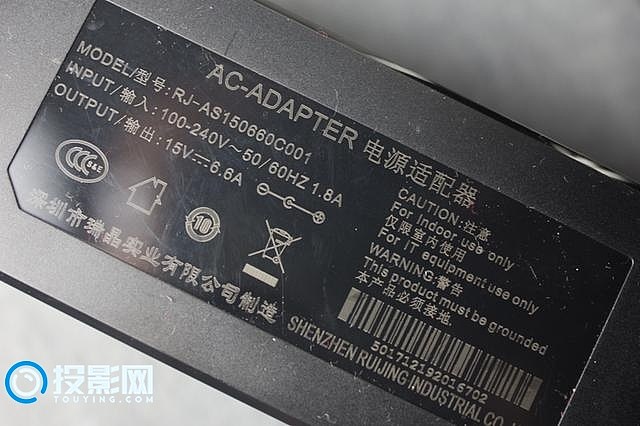 AC-ADAPTER 电源适配器
MODEL/型号: RJ-AS150660C001
INPUT/输入: 100-240V～50/60HZ 1.8A
OUTPUT/输出: 15V⎓6.6A
CCC S&E
10
CAUTION:注意
For Indoor use only
仅限室内使用
For IT equipment use only
WARNING:警告
This product must be grounded
本产品必须接地.
501712192016702
深圳市瑞晶实业有限公司制造 SHENZHEN RUIJING INDUSTRIAL CO.
投影网
TOUYING.COM